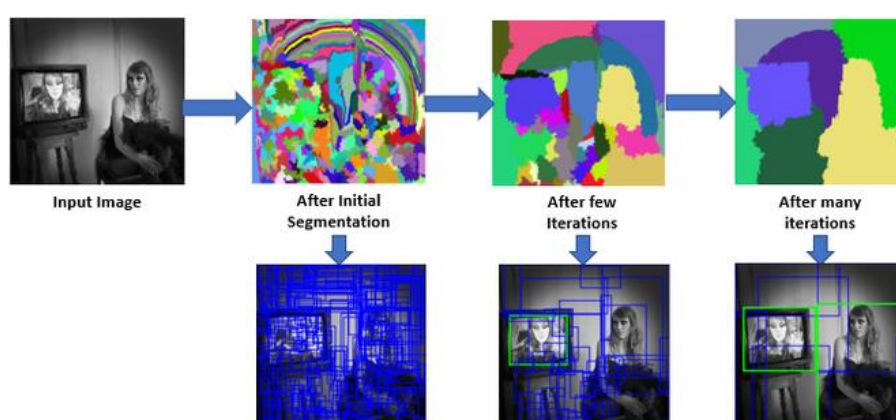 Input Image
After Initial
Segmentation
After few
Iterations
After many
iterations